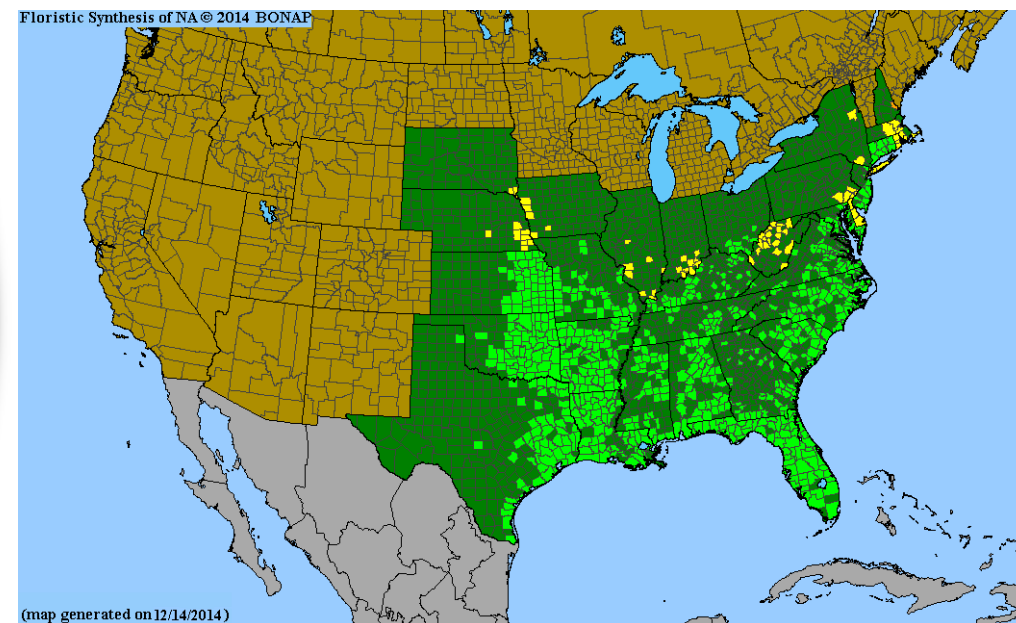 Floristic Synthesis of NA © 2014 BONAP
(map generated on 12/14/2014)